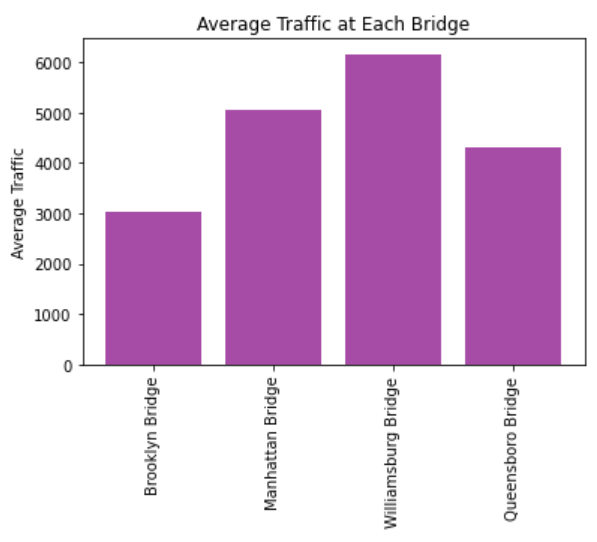 Average Traffic at Each Bridge
Average Traffic
6000
5000
4000
3000
2000
1000
0
Brooklyn Bridge
Manhattan Bridge
Williamsburg Bridge
Queensboro Bridge